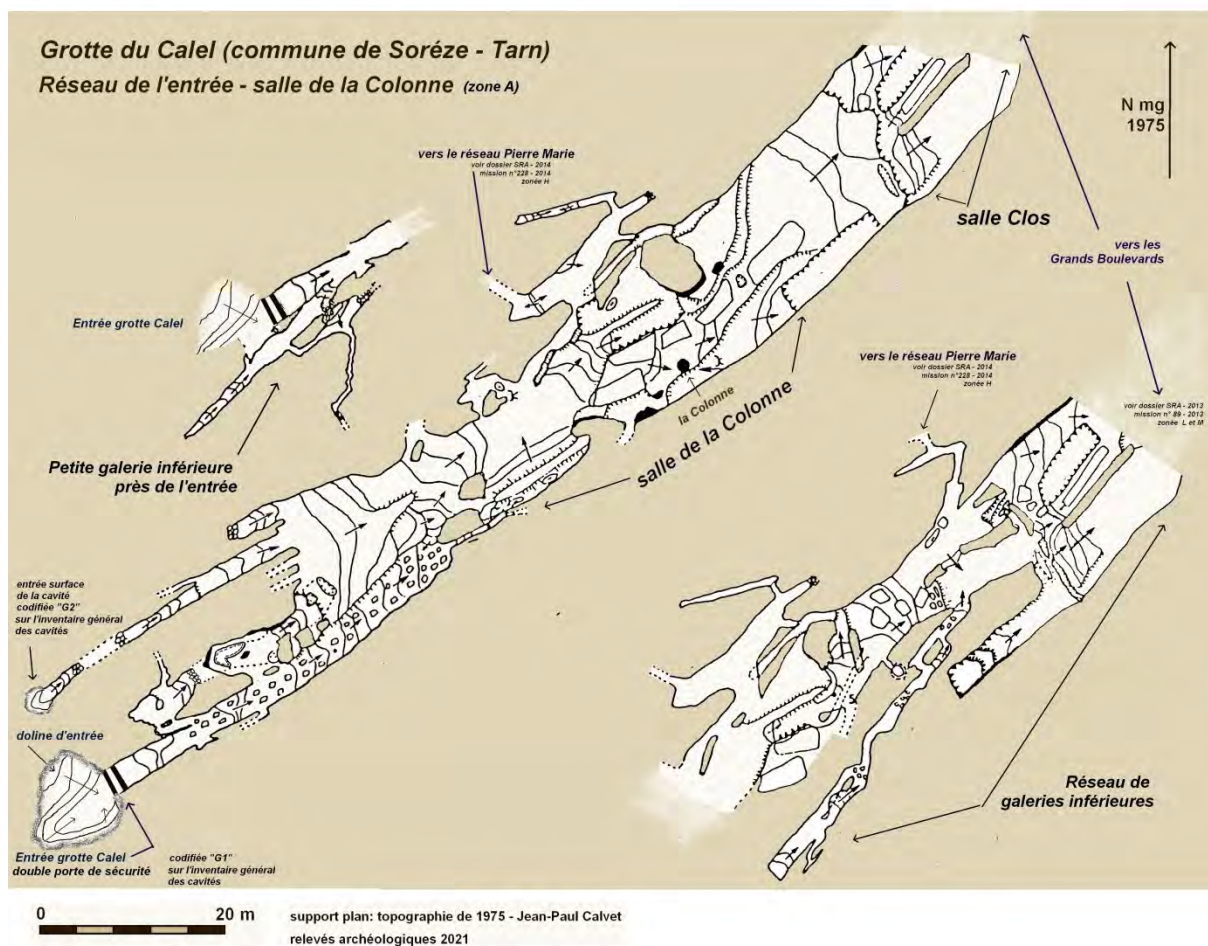 Grotte du Calel (commune de Soréze - Tarn)
Réseau de l'entrée - salle de la Colonne (zone A)
N mg
1975
vers le réseau Pierre Marie
voir dossier SRA - 2014
mission n°228 - 2014
zonée H
salle Clos
vers les
Grands Boulevards
Entrée grotte Calel
vers le réseau Pierre Marie
voir dossier SRA - 2014
mission n°228 - 2014
zonée H
la Colonne
salle de la Colonne
voir dossier SRA - 2013
mission n° 89 - 2012
zonée L et M
Petite galerie inférieure
près de l'entrée
entrée surface
de la cavité
codifiée "G2"
sur l'inventaire général
des cavités
doline d'entrée
Réseau de
galeries inférieures
Entrée grotte Calel
double porte de sécurité
codifiée "G1"
sur l'inventaire général
des cavités
0 20 m
support plan: topographie de 1975 - Jean-Paul Calvet
relevés archéologiques 2021